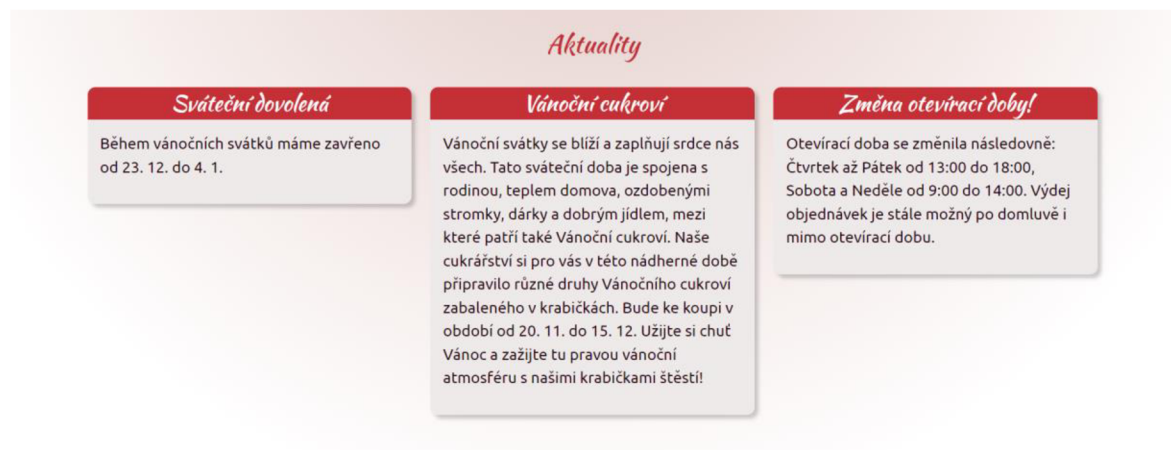 Aktuality
Sváteční dovolená
Během vánočních svátků máme zavřeno
od 23. 12. do 4. 1.
Vánoční cukroví
Vánoční svátky se blíží a zaplňují srdce nás
všech. Tato sváteční doba je spojena s
rodinou, teplem domova, ozdobenými
stromky, dárky a dobrým jídlem, mezi
které patří také Vánoční cukroví. Naše
cukrářství si pro vás v této nádherné době
připravilo různé druhy Vánočního cukroví
zabaleného v krabičkách. Bude ke koupi v
období od 20. 11. do 15. 12. Užijte si chuť
Vánoc a zažijte tu pravou vánoční
atmosféru s našimi krabičkami štěstí!
Změna otevírací doby!
Otevírací doba se změnila následovně:
Čtvrtek až Pátek od 13:00 do 18:00,
Sobota a Neděle od 9:00 do 14:00. Výdej
objednávek je stále možný po domluvě i
mimo otevírací dobu.